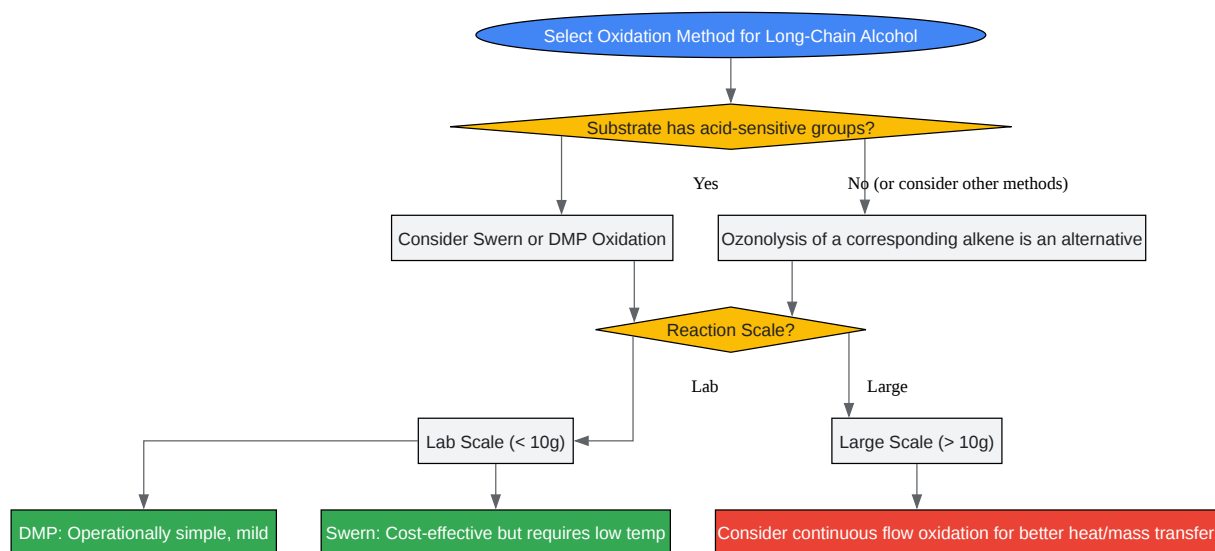 Select Oxidation Method for Long-Chain Alcohol
Substrate has acid-sensitive groups?
Yes
No (or consider other methods)
Consider Swern or DMP Oxidation
Ozonolysis of a corresponding alkene is an alternative
Reaction Scale?
Lab
Large
Lab Scale (< 10g)
Large Scale (> 10g)
DMP: Operationally simple, mild
Swern: Cost-effective but requires low temp
Consider continuous flow oxidation for better heat/mass transfer